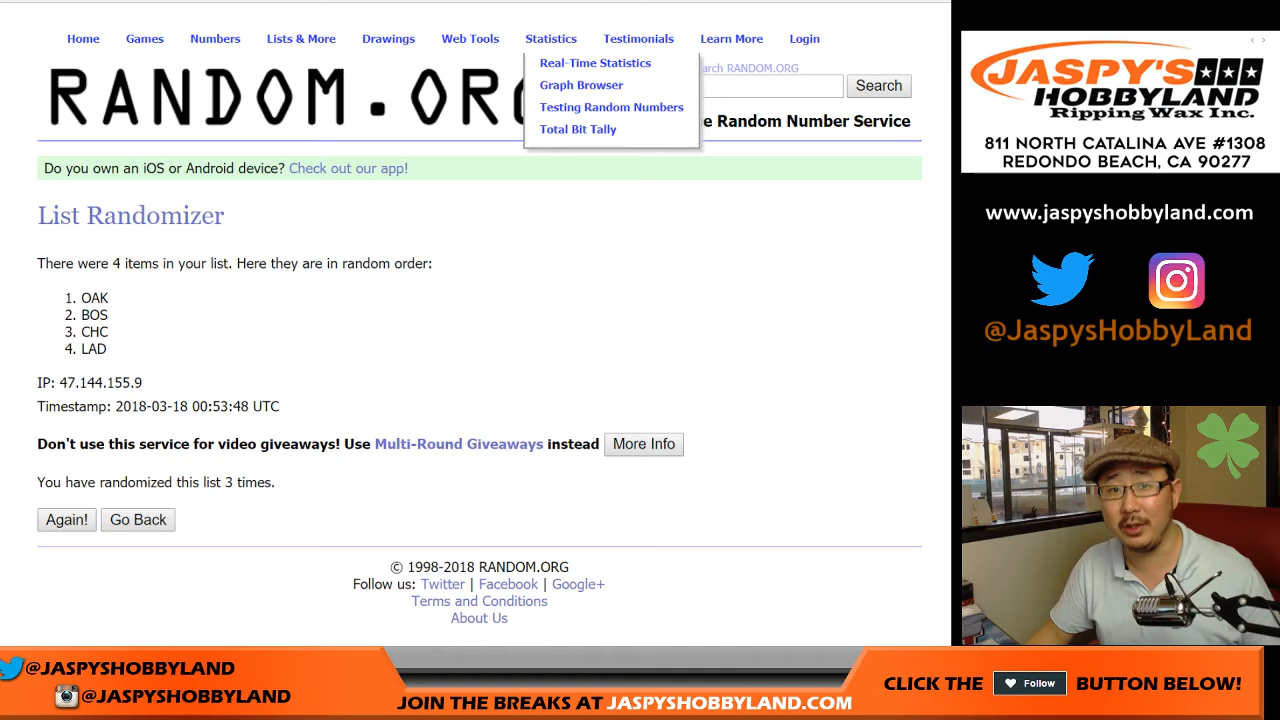 Home Games Numbers Lists & More Drawings Web Tools Statistics Testimonials Learn More Login
Real-Time Statistics
Graph Browser
Testing Random Numbers
Total Bit Tally
arch RANDOM.ORG
Search
RANDOM.ORG
e Random Number Service
Do you own an iOS or Android device? Check out our app!
List Randomizer
There were 4 items in your list. Here they are in random order:
1. OAK
2. BOS
3. CHC
4. LAD
IP: 47.144.155.9
Timestamp: 2018-03-18 00:53:48 UTC
Don't use this service for video giveaways! Use Multi-Round Giveaways instead More Info
You have randomized this list 3 times.
Again! Go Back
© 1998-2018 RANDOM.ORG
Follow us: Twitter | Facebook | Google+
Terms and Conditions
About Us
JASPY'S
HOBBYLAND
Ripping Wax Inc.
811 NORTH CATALINA AVE #1308
REDONDO BEACH, CA 90277
www.jaspyshobbyland.com
@JaspysHobbyLand
@JASPYSHOBBYLAND
@JASPYSHOBBYLAND
JOIN THE BREAKS AT JASPYSHOBBYLAND.COM
CLICK THE Follow BUTTON BELOW!